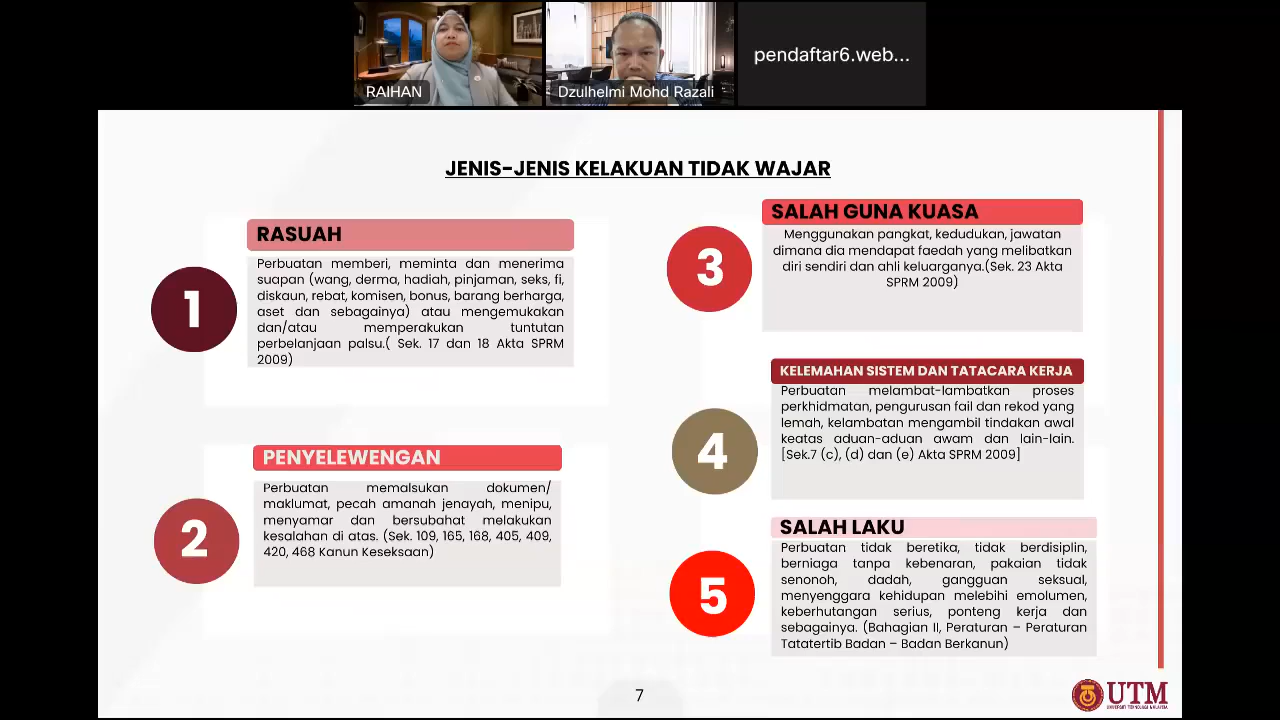 RAIHAN
Dzulhelmi Mohd Razali
pendaftar6.web...
JENIS-JENIS KELAKUAN TIDAK WAJAR
1
RASUAH
Perbuatan memberi, meminta dan menerima
suapan (wang, derma, hadiah, pinjaman, seks, fi,
diskaun, rebat, komisen, bonus, barang berharga,
aset dan sebagainya) atau mengemukakan
dan/atau memperakukan tuntutan
perbelanjaan palsu.( Sek. 17 dan 18 Akta SPRM
2009)
2
PENYELEWENGAN
Perbuatan memalsukan dokumen/
maklumat, pecah amanah jenayah, menipu,
menyamar dan bersubahat melakukan
kesalahan di atas. (Sek. 109, 165, 168, 405, 409,
420, 468 Kanun Keseksaan)
3
SALAH GUNA KUASA
Menggunakan pangkat, kedudukan, jawatan
dimana dia mendapat faedah yang melibatkan
diri sendiri dan ahli keluarganya.(Sek. 23 Akta
SPRM 2009)
4
KELEMAHAN SISTEM DAN TATACARA KERJA
Perbuatan melambat-lambatkan proses
perkhidmatan, pengurusan fail dan rekod yang
lemah, kelambatan mengambil tindakan awal
keatas aduan-aduan awam dan lain-lain.
[Sek.7 (c), (d) dan (e) Akta SPRM 2009]
5
SALAH LAKU
Perbuatan tidak beretika, tidak berdisiplin,
berniaga tanpa kebenaran, pakaian tidak
senonoh, dadah, gangguan seksual,
menyenggara kehidupan melebihi emolumen,
keberhutangan serius, ponteng kerja dan
sebagainya. (Bahagian II, Peraturan – Peraturan
Tatatertib Badan – Badan Berkanun)
7
UTM
UNIVERSITI TEKNOLOGI MALAYSIA